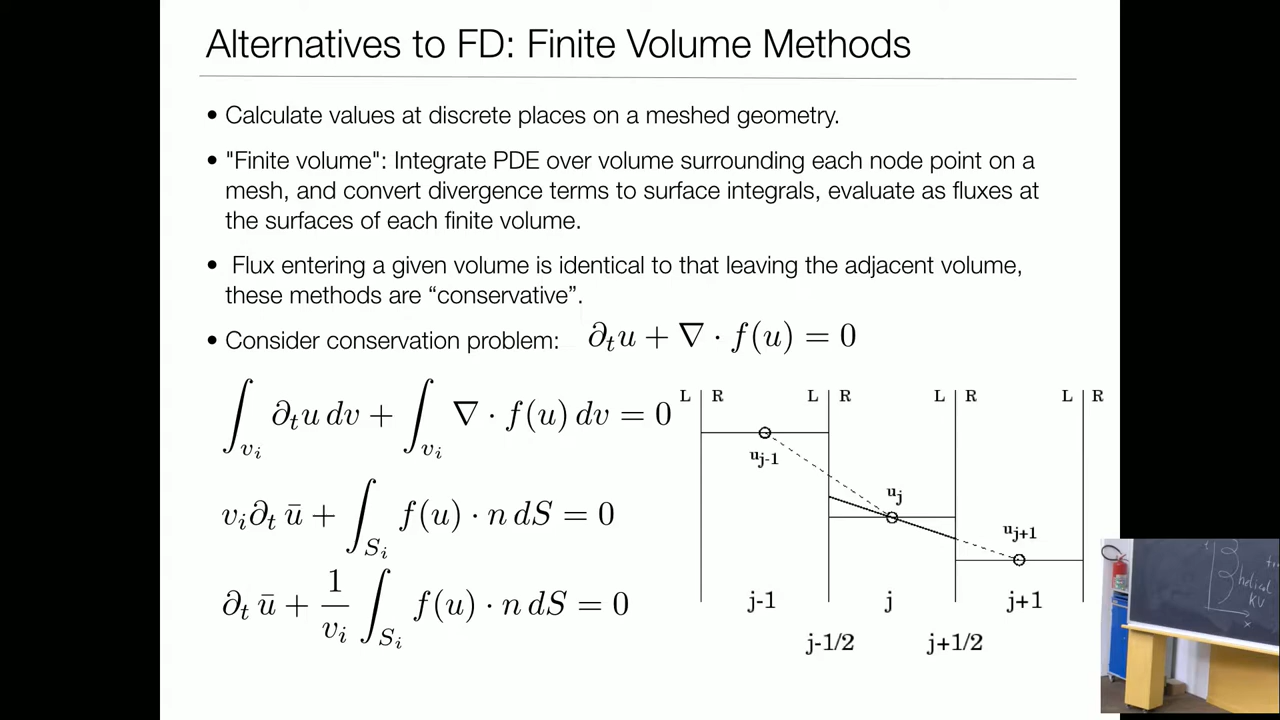 Alternatives to FD: Finite Volume Methods
• Calculate values at discrete places on a meshed geometry.
• "Finite volume": Integrate PDE over volume surrounding each node point on a
mesh, and convert divergence terms to surface integrals, evaluate as fluxes at
the surfaces of each finite volume.
• Flux entering a given volume is identical to that leaving the adjacent volume,
these methods are “conservative”.
• Consider conservation problem: ∂ₜu + ∇ · f(u) = 0
∫_{v_i} ∂ₜu dv + ∫_{v_i} ∇ · f(u) dv = 0
v_i ∂ₜ ū + ∫_{S_i} f(u) · n dS = 0
∂ₜ ū + 1/v_i ∫_{S_i} f(u) · n dS = 0
L R L R L R L R
u_{j-1}
u_j
u_{j+1}
j-1 j j+1
j-1/2 j+1/2
helical
KU
x